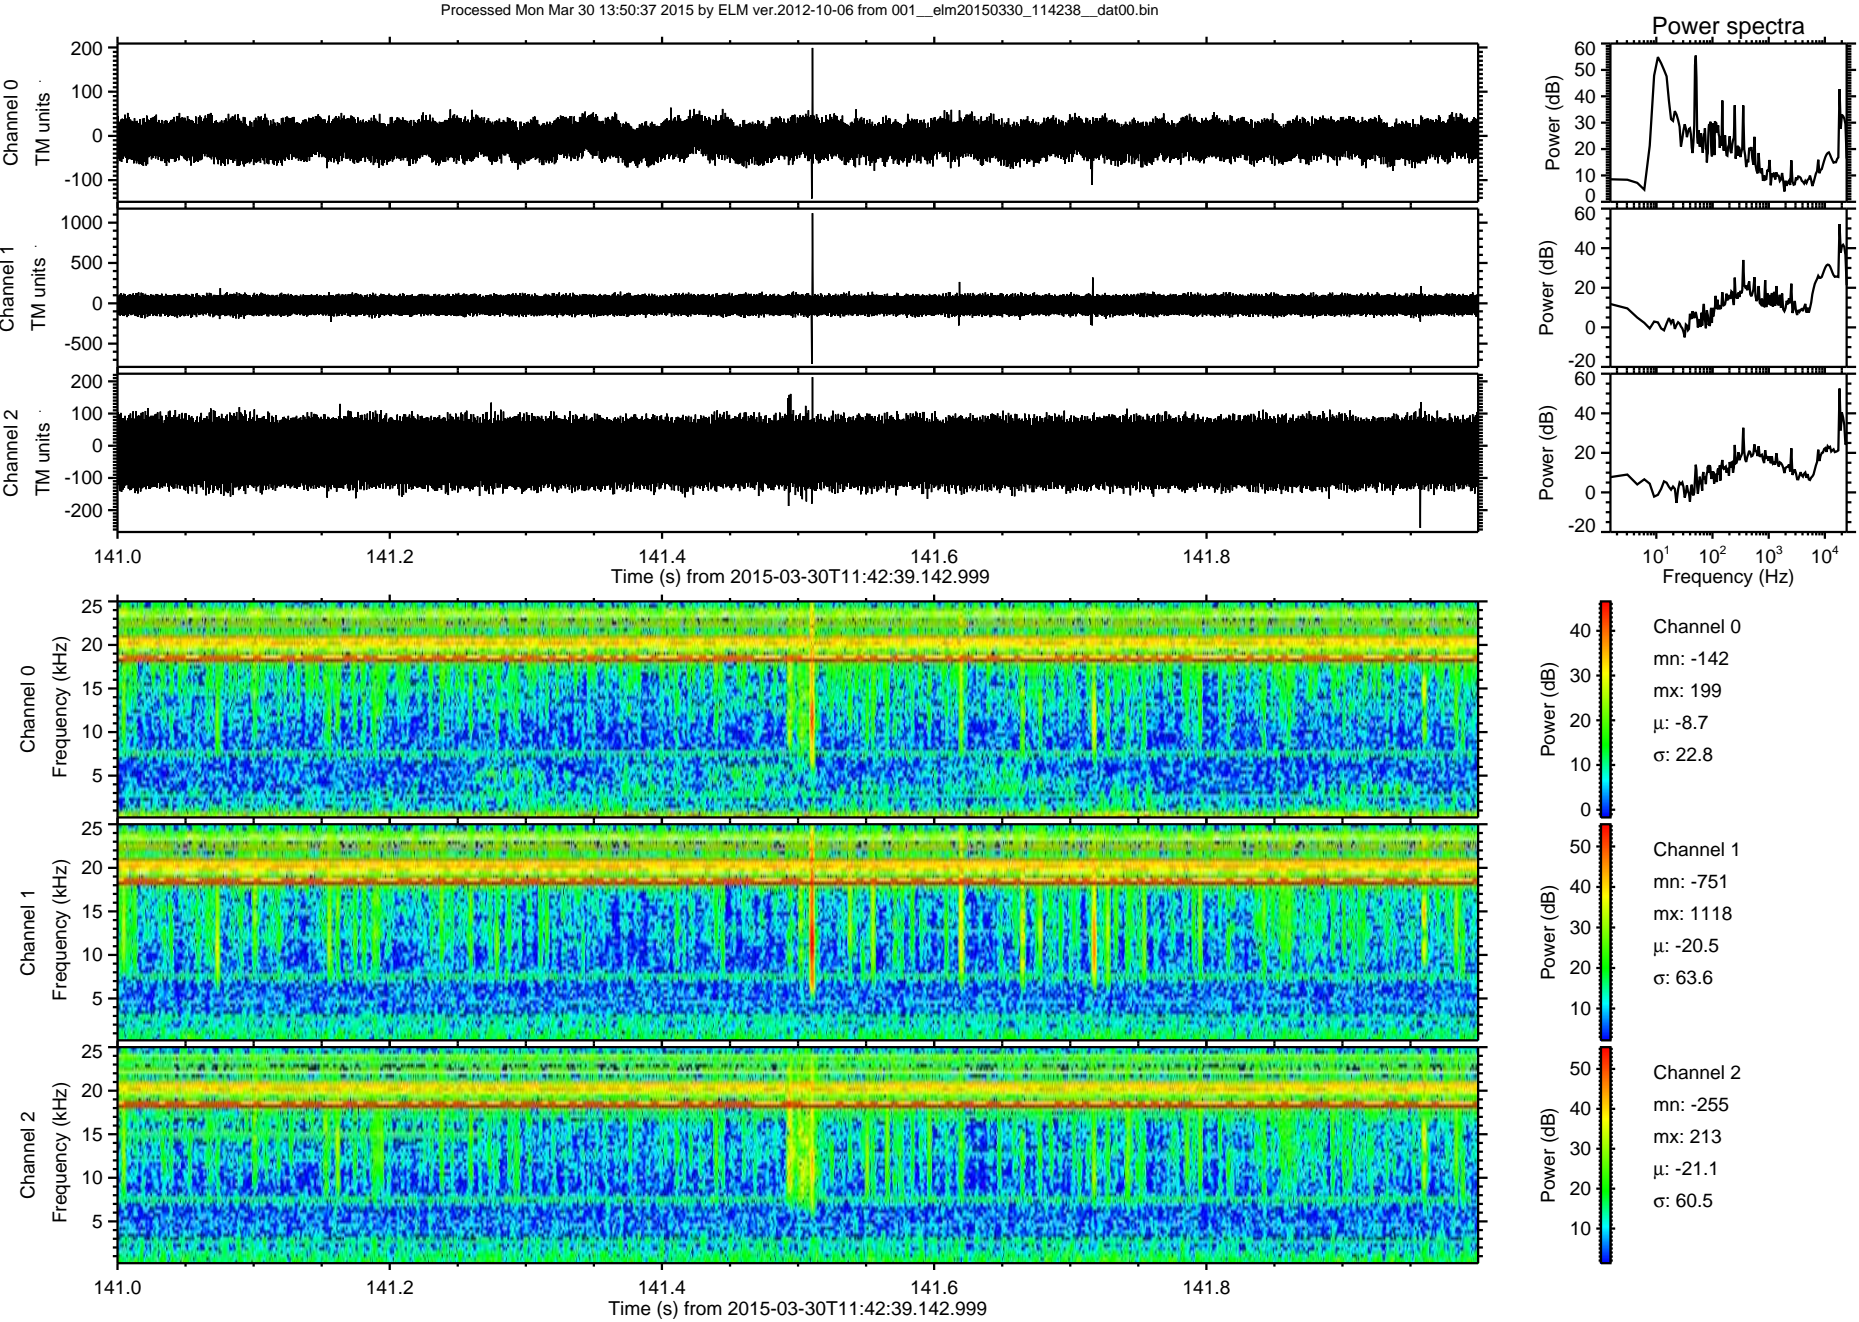 Processed Mon Mar 30 13:50:37 2015 by ELM ver.2012-10-06 from 001__elm20150330_114238__dat00.bin
Power spectra
Channel 0
TM units
200
100
0
-100
Power (dB)
60
50
40
30
20
10
0
Channel 1
TM units
1000
500
0
-500
Power (dB)
60
40
20
0
-20
Channel 2
TM units
200
100
0
-100
-200
Power (dB)
60
40
20
0
-20
141.0 141.2 141.4 141.6 141.8
Time (s) from 2015-03-30T11:42:39.142.999
10^1 10^2 10^3 10^4
Frequency (Hz)
Channel 0
Frequency (kHz)
25
20
15
10
5
Power (dB)
40
30
20
10
0
Channel 0
mn: -142
mx: 199
μ: -8.7
σ: 22.8
Channel 1
Frequency (kHz)
25
20
15
10
5
Power (dB)
50
40
30
20
10
Channel 1
mn: -751
mx: 1118
μ: -20.5
σ: 63.6
Channel 2
Frequency (kHz)
25
20
15
10
5
Power (dB)
50
40
30
20
10
Channel 2
mn: -255
mx: 213
μ: -21.1
σ: 60.5
141.0 141.2 141.4 141.6 141.8
Time (s) from 2015-03-30T11:42:39.142.999